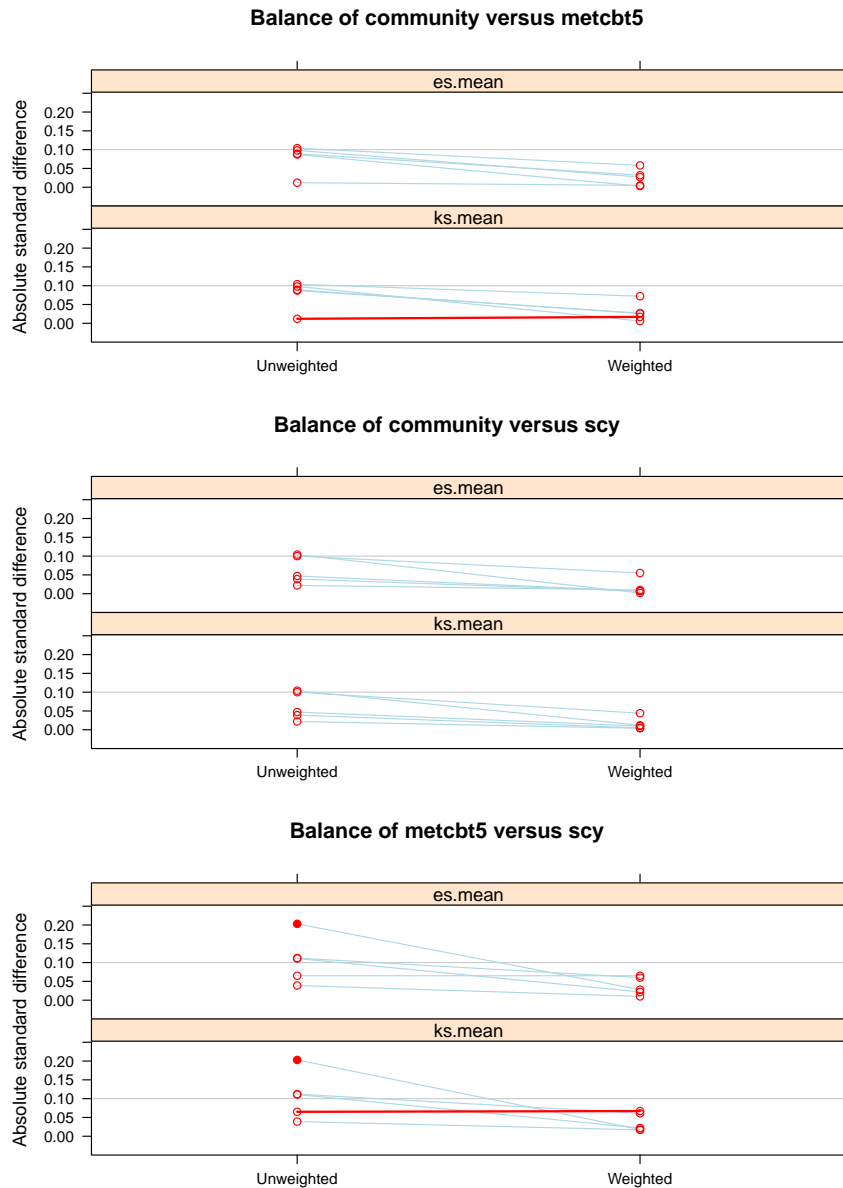 Balance of community versus metcbt5
es.mean
0.20
0.15
0.10
0.05
0.00
ks.mean
0.20
0.15
0.10
0.05
0.00
Absolute standard difference
Unweighted Weighted
Balance of community versus scy
es.mean
0.20
0.15
0.10
0.05
0.00
ks.mean
0.20
0.15
0.10
0.05
0.00
Absolute standard difference
Unweighted Weighted
Balance of metcbt5 versus scy
es.mean
0.20
0.15
0.10
0.05
0.00
ks.mean
0.20
0.15
0.10
0.05
0.00
Absolute standard difference
Unweighted Weighted